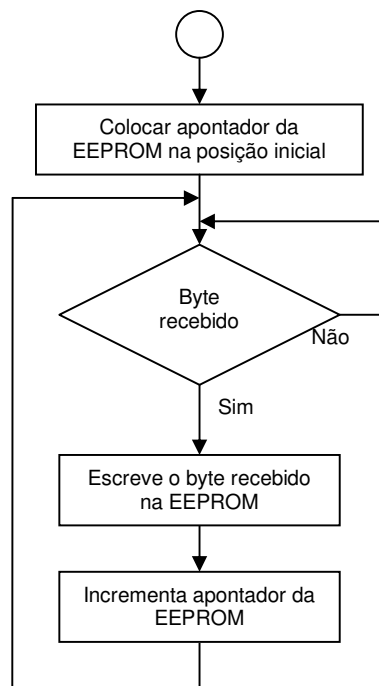 Colocar apontador da
EEPROM na posição inicial
Byte
recebido
Não
Sim
Escreve o byte recebido
na EEPROM
Incrementa apontador da
EEPROM